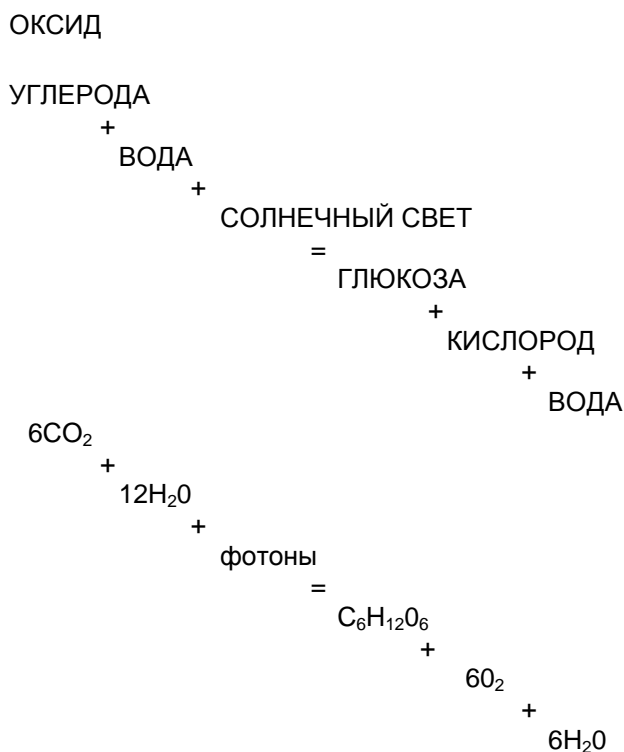 ОКСИД
УГЛЕРОДА
+
ВОДА
+
СОЛНЕЧНЫЙ СВЕТ
=
ГЛЮКОЗА
+
КИСЛОРОД
+
ВОДА
6CO₂
+
12H₂0
+
фотоны
=
C₆H₁₂0₆
+
60₂
+
6H₂0